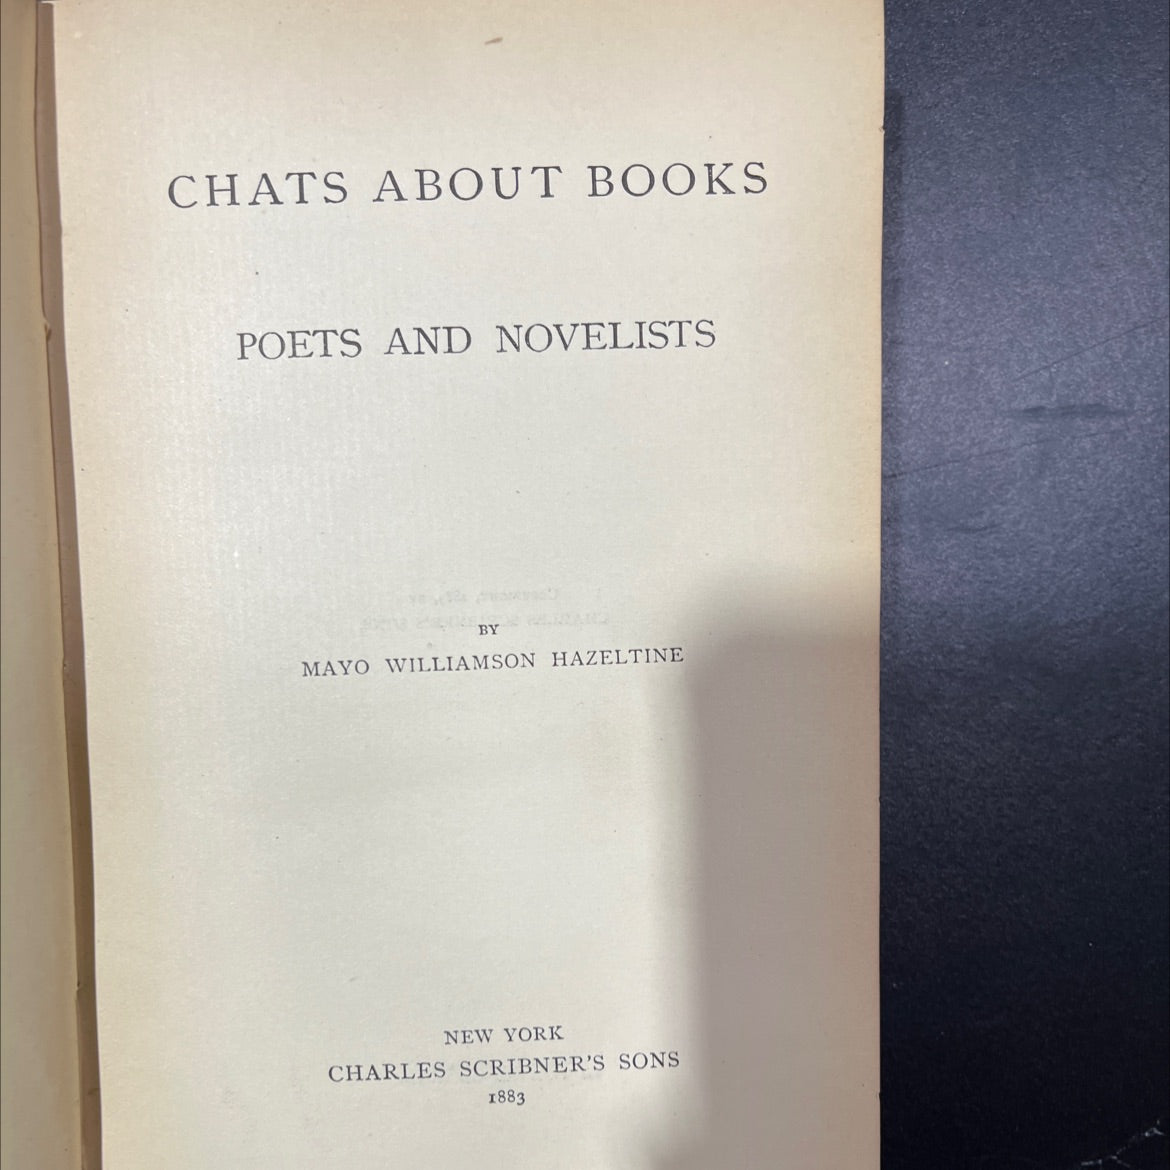 CHATS ABOUT BOOKS
POETS AND NOVELISTS
BY
MAYO WILLIAMSON HAZELTINE
NEW YORK
CHARLES SCRIBNER'S SONS
1883